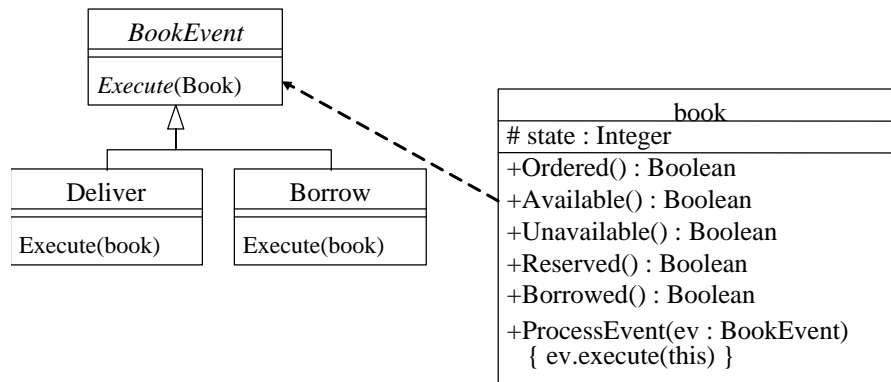 BookEvent
Execute(Book)
Deliver
Execute(book)
Borrow
Execute(book)
book
# state : Integer
+Ordered() : Boolean
+Available() : Boolean
+Unavailable() : Boolean
+Reserved() : Boolean
+Borrowed() : Boolean
+ProcessEvent(ev : BookEvent)
{ ev.execute(this) }